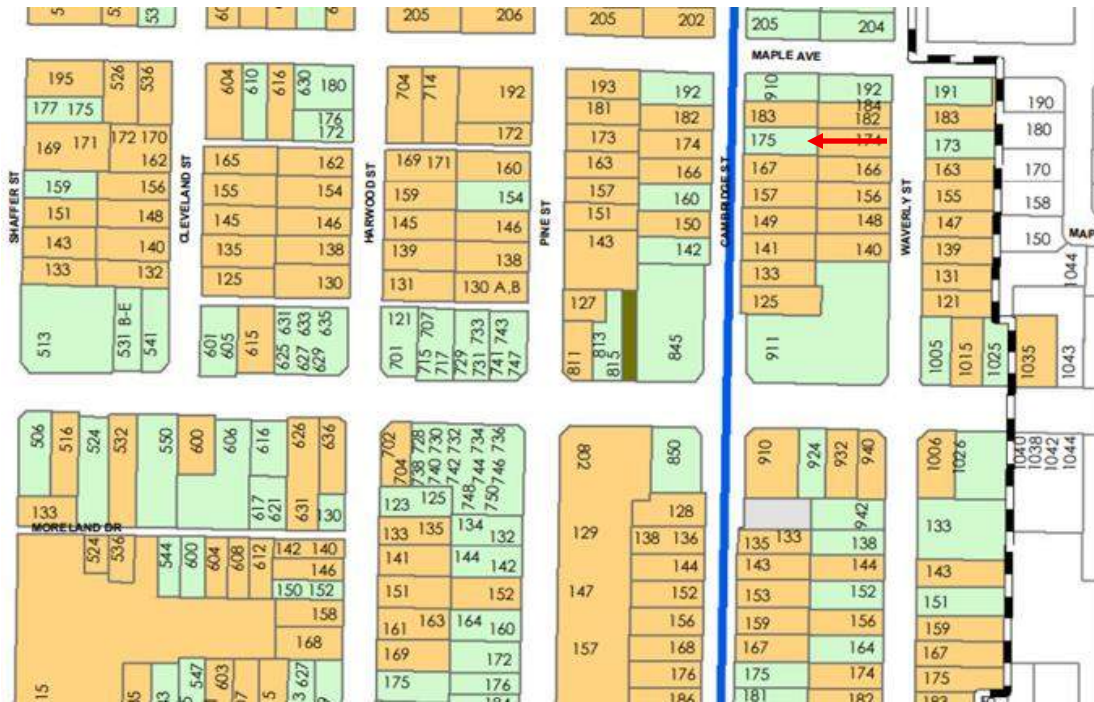 205 206 205 202 205 204
MAPLE AVE
195 526 536 604 610 616 630 180 704 714 192 193 192 910 192 191 190
177 175 176 181 184
172 182 183 182 183 180
169 171 172 170 172 173 174 175 173
162 165 162 169 171 160 163 166 167 166 163 170
159 156 155 154 159 154 157 160 157 156 155 158
151 148 145 146 145 146 151 150 149 148 147
143 140 135 138 139 138 143 142 141 140 139 150
133 132 125 130 131 130 A,B 133 131 1044
127 125 121
SHAFFER ST
CLEVELAND ST
HARWOOD ST
PINE ST
CAMBRIDGE ST
WAVERLY ST
MAP
513 531 B-E 541 601 605 615 625 631 627 633 629 635
121 701 707 715 717 729 733 731 743 741 747
811 813 815 845 911 1005 1015 1025 1035 1043
506 516 524 532 550 600 606 616 626 636
702 728 730 732 734 736
704 738 740 742 744 746
748 750
802 850 910 924 932 940 1006 1026 1040 1038 1042 1044
133 617 621 631 130 123 125 128 942 133
MORELAND DR
524 536 544 600 604 608 612 142 140 133 135 134 132 129 138 136 135 133 138
146 141 144 142 144 143 144 143
150 152 151 152 147 152 153 152 151
158 161 163 164 160 156 159 156 159
168 169 172 157 168 167 164 167
175 176 176 175 174 175
15 547 603 627 186 181 182 183